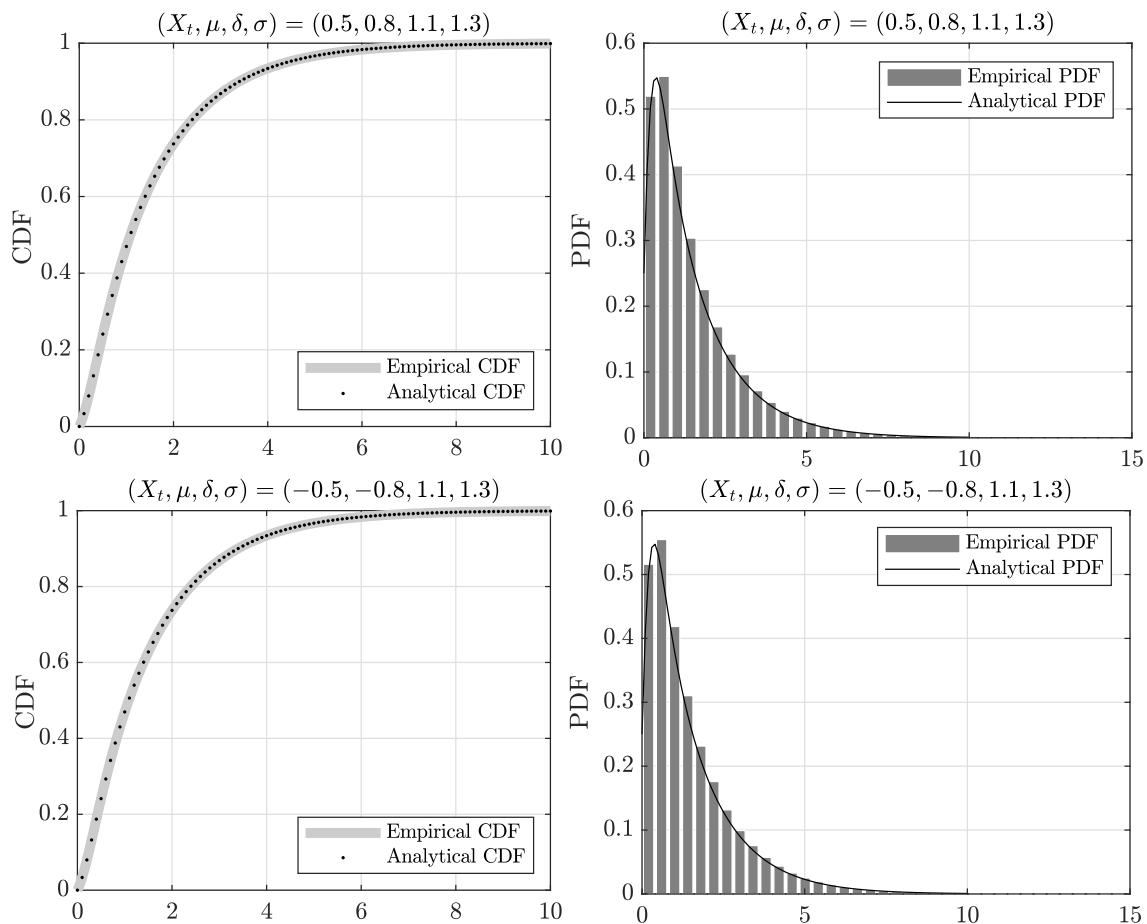 (X_t, μ, δ, σ) = (0.5, 0.8, 1.1, 1.3)
1
0.8
0.6
0.4
0.2
0
CDF
Empirical CDF
Analytical CDF
0 2 4 6 8 10
(X_t, μ, δ, σ) = (0.5, 0.8, 1.1, 1.3)
0.6
0.5
0.4
0.3
0.2
0.1
0
PDF
Empirical PDF
Analytical PDF
0 5 10 15
(X_t, μ, δ, σ) = (−0.5, −0.8, 1.1, 1.3)
1
0.8
0.6
0.4
0.2
0
CDF
Empirical CDF
Analytical CDF
0 2 4 6 8 10
(X_t, μ, δ, σ) = (−0.5, −0.8, 1.1, 1.3)
0.6
0.5
0.4
0.3
0.2
0.1
0
PDF
Empirical PDF
Analytical PDF
0 5 10 15